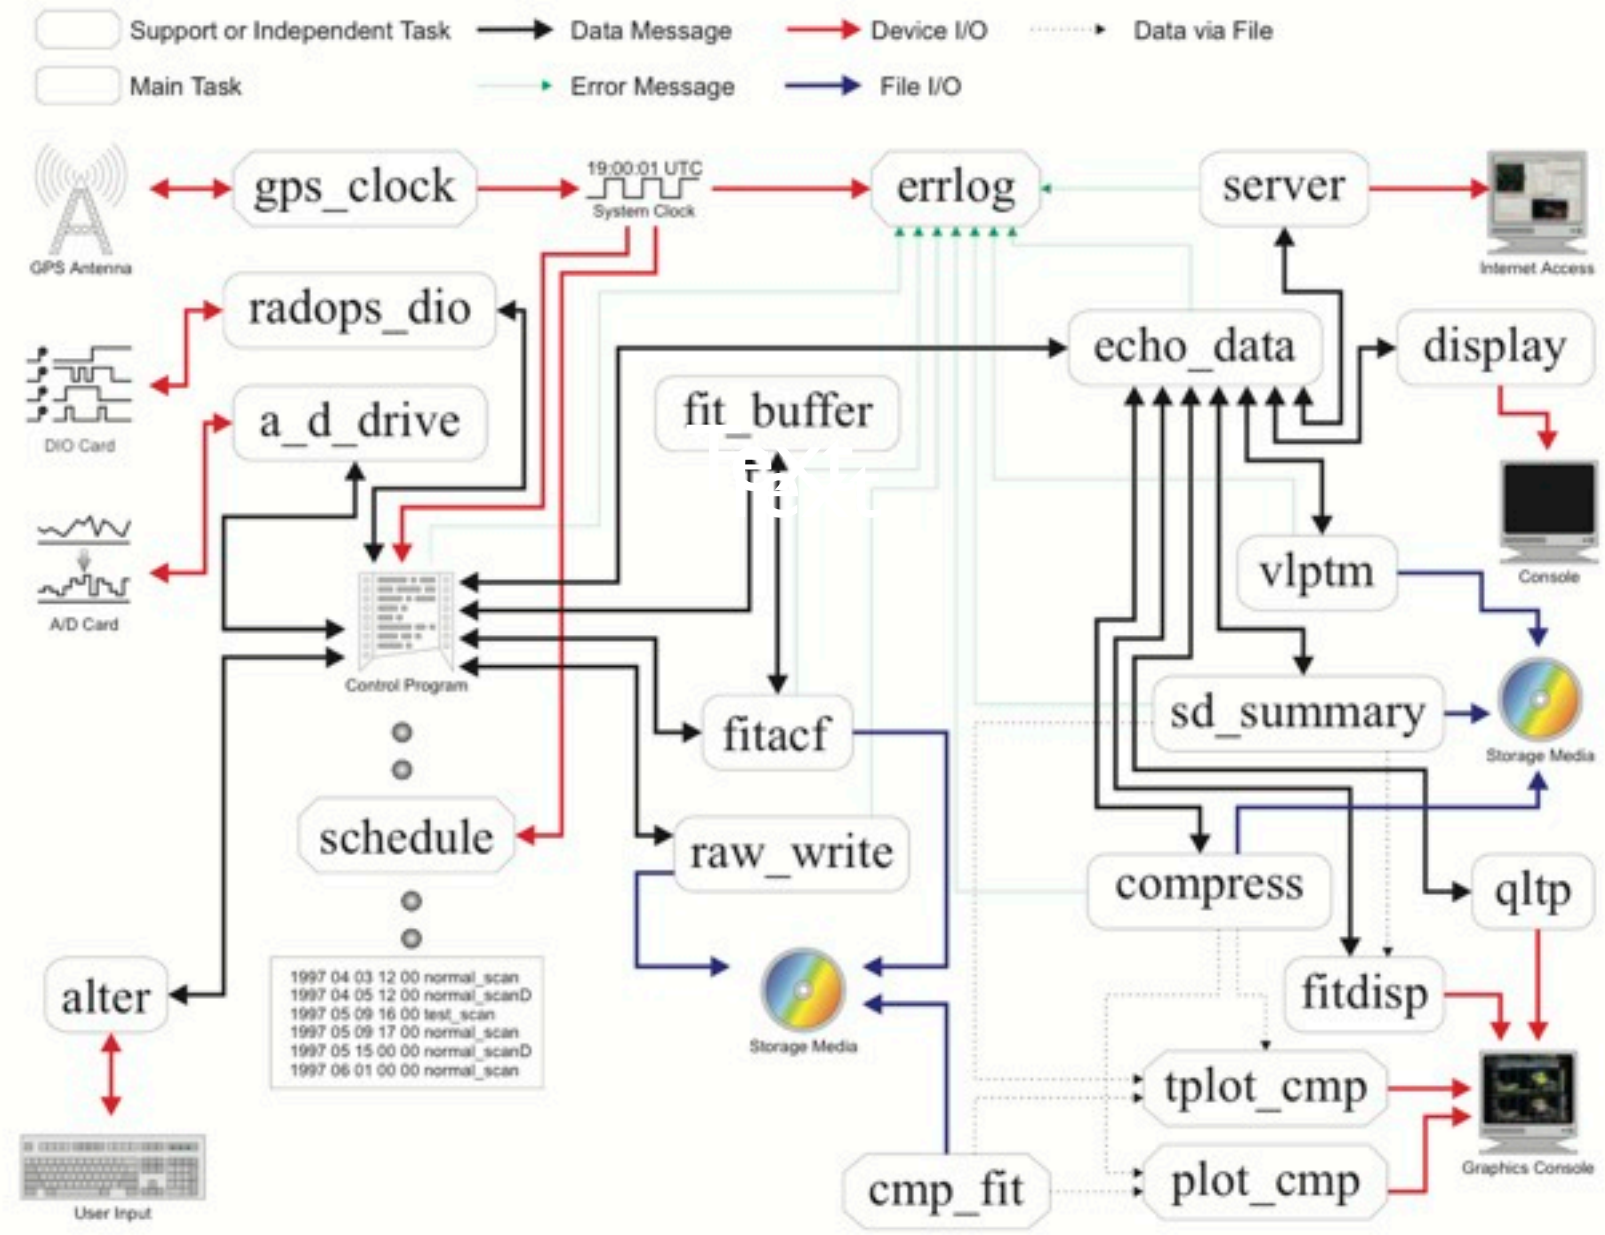 Support or Independent Task
Data Message
Device I/O
Data via File
Main Task
Error Message
File I/O
GPS Antenna
gps_clock
19:00:01 UTC
System Clock
errlog
server
Internet Access
radops_dio
DIO Card
a_d_drive
A/D Card
fit_buffer
echo_data
display
Console
vlptm
Control Program
sd_summary
Storage Media
fitacf
schedule
raw_write
compress
qltp
alter
1997 04 03 12 00 normal_scan
1997 04 05 12 00 normal_scanD
1997 05 09 16 00 test_scan
1997 05 09 17 00 normal_scan
1997 05 15 00 00 normal_scanD
1997 06 01 00 00 normal_scan
Storage Media
fitdisp
tplot_cmp
Graphics Console
cmp_fit
plot_cmp
User Input